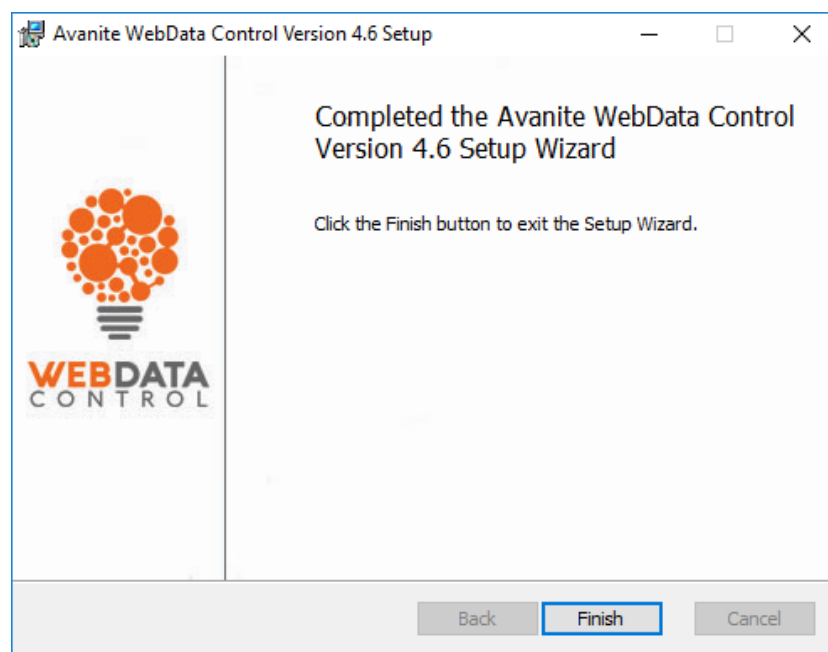 Avanite WebData Control Version 4.6 Setup
Completed the Avanite WebData Control
Version 4.6 Setup Wizard
Click the Finish button to exit the Setup Wizard.
WEBDATA
CONTROL
Back
Finish
Cancel